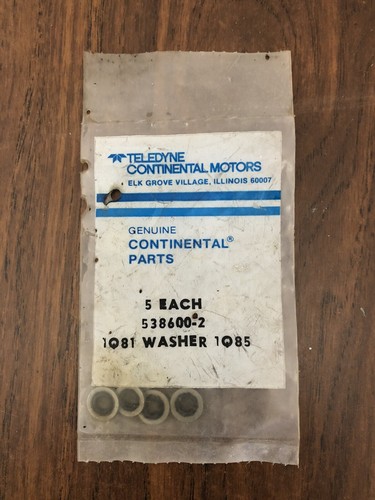 TELEDYNE
CONTINENTAL MOTORS
ELK GROVE VILLAGE, ILLINOIS 60007
GENUINE
CONTINENTAL®
PARTS
5 EACH
538600-2
1Q81 WASHER 1Q85